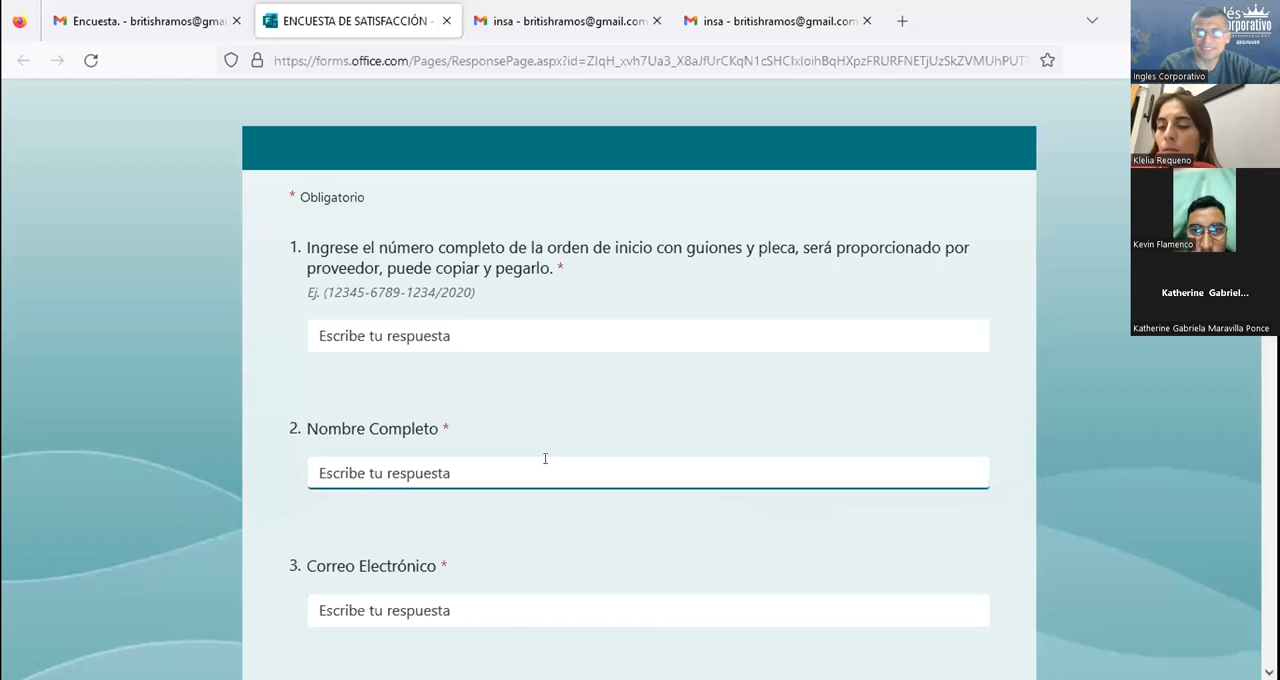 Encuesta. - britishramos@gmai
ENCUESTA DE SATISFACCIÓN -
insa - britishramos@gmail.com
insa - britishramos@gmail.com
https://forms.office.com/Pages/ResponsePage.aspx?id=
* Obligatorio
1. Ingrese el número completo de la orden de inicio con guiones y pleca, será proporcionado por
proveedor, puede copiar y pegarlo. *
Ej. (12345-6789-1234/2020)
Escribe tu respuesta
2. Nombre Completo *
Escribe tu respuesta
3. Correo Electrónico *
Escribe tu respuesta
BEGINNER
Ingles Corporativo
Klelia Requeno
Kevin Flamenco
Katherine Gabriel...
Katherine Gabriela Maravilla Ponce